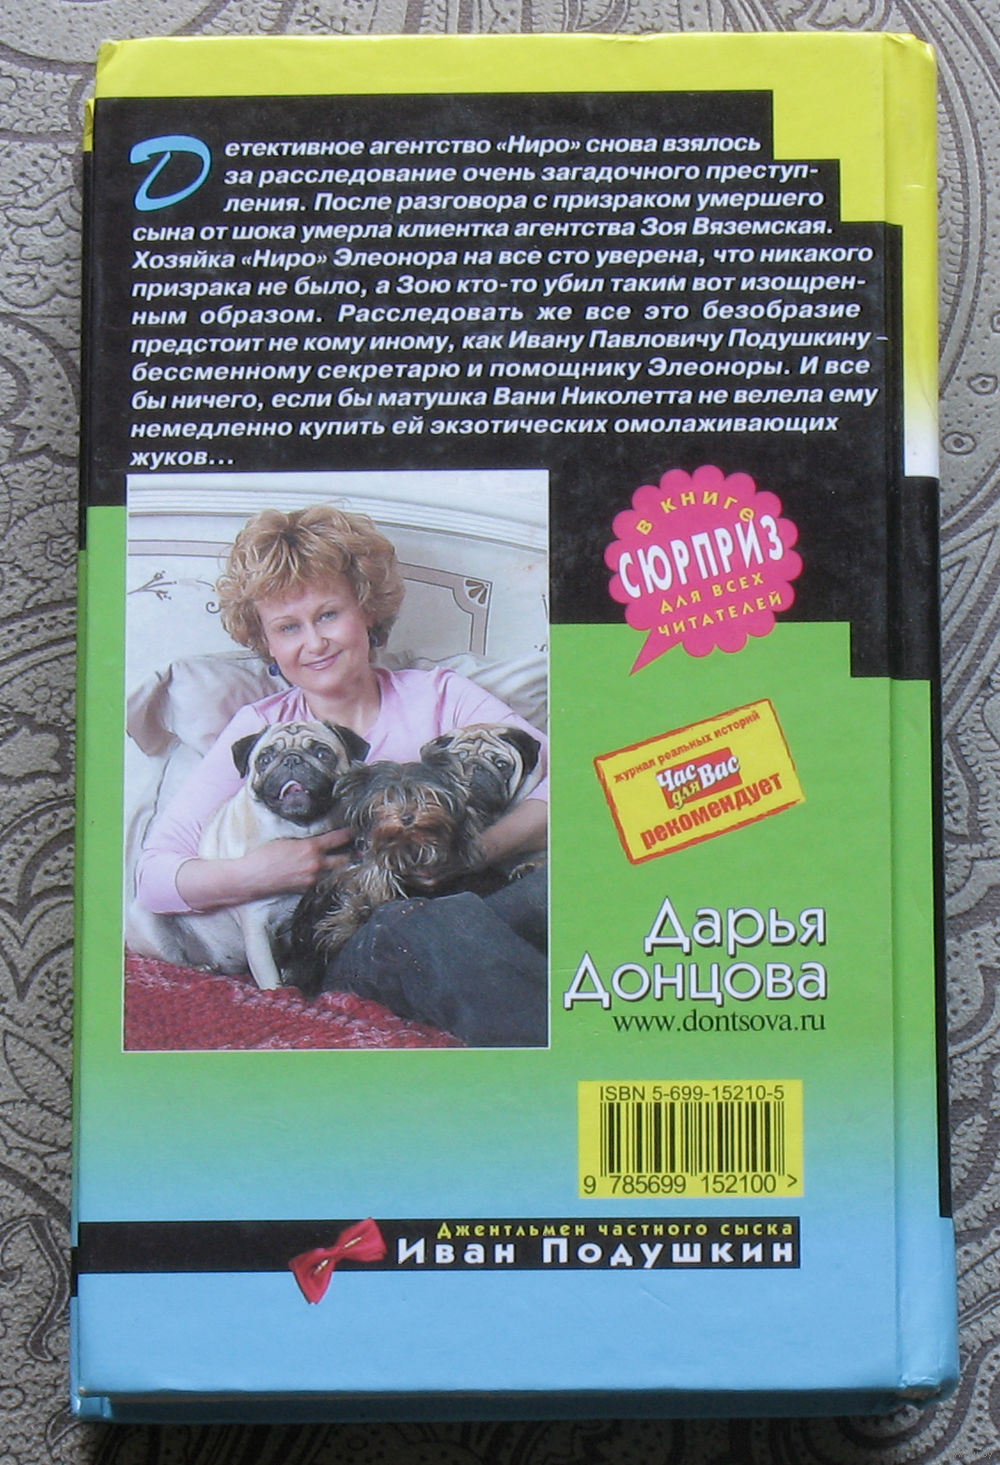 Детективное агентство «Ниро» снова взялось
за расследование очень загадочного преступ-
ления. После разговора с призраком умершего
сына от шока умерла клиентка агентства Зоя Вяземская.
Хозяйка «Ниро» Элеонора на все сто уверена, что никакого
призрака не было, а Зою кто-то убил таким вот изощрен-
ным образом. Расследовать же все это безобразие
предстоит не кому иному, как Ивану Павловичу Подушкину –
бессменному секретарю и помощнику Элеоноры. И все
бы ничего, если бы матушка Вани Николетта не велела ему
немедленно купить ей экзотических омолаживающих
жуков...
В КНИГЕ
СЮРПРИЗ
ДЛЯ ВСЕХ
ЧИТАТЕЛЕЙ
журнал реальных историй
Час
для Вас
рекомендует
Дарья
Донцова
www.dontsova.ru
ISBN 5-699-15210-5
9 785699 152100 >
Джентльмен частного сыска
Иван Подушкин